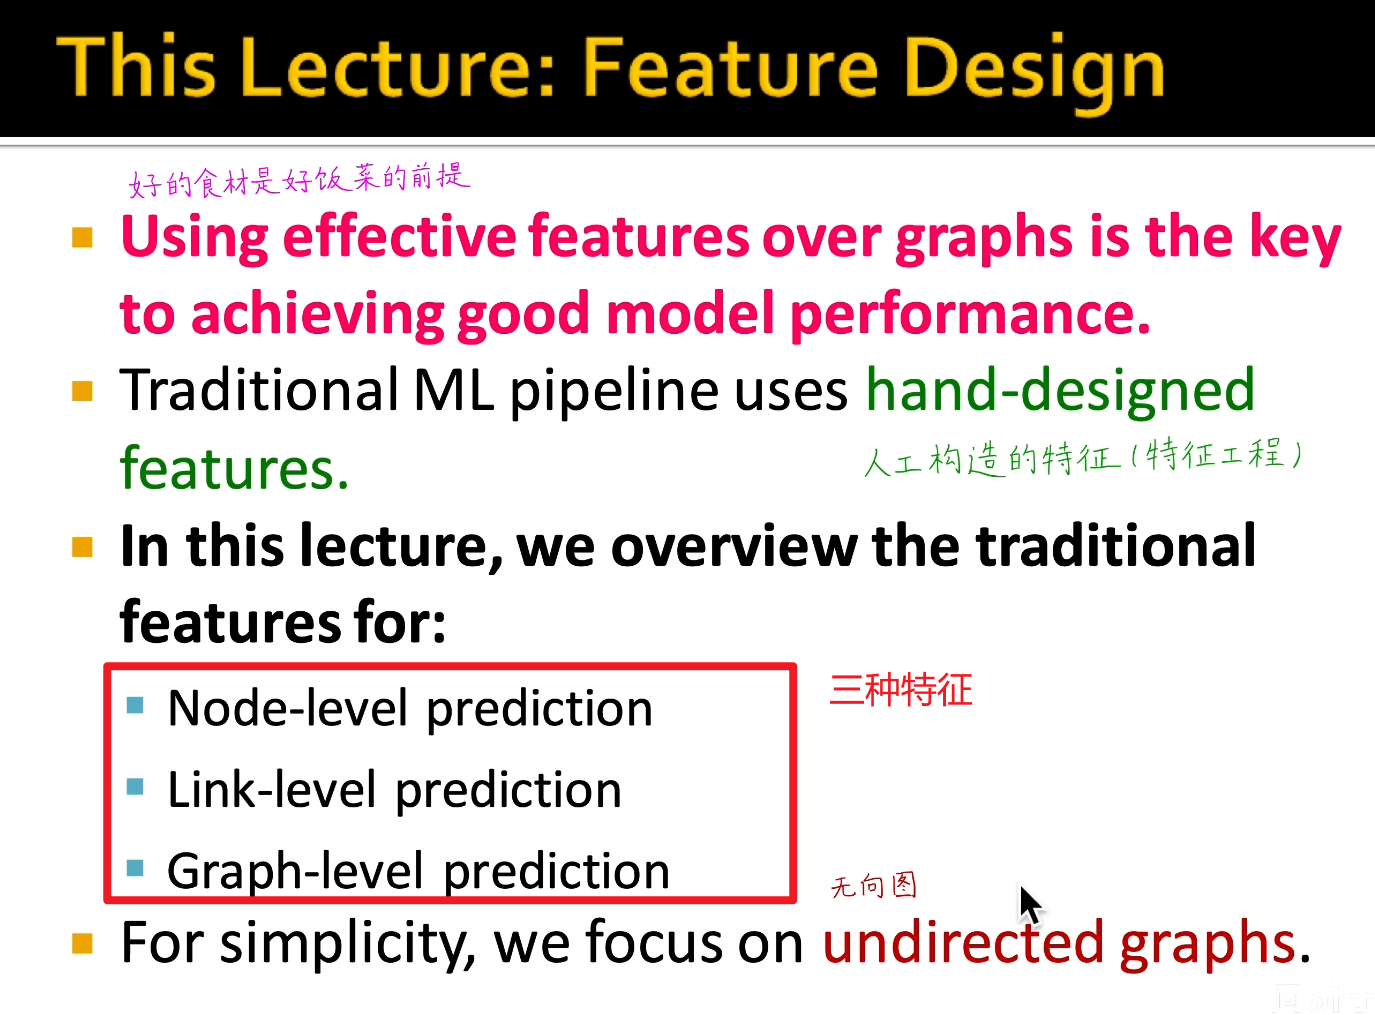 This Lecture: Feature Design
好的食材是好饭菜的前提
Using effective features over graphs is the key
to achieving good model performance.
Traditional ML pipeline uses hand-designed
features.
人工构造的特征(特征工程)
In this lecture, we overview the traditional
features for:
Node-level prediction
三种特征
Link-level prediction
Graph-level prediction
无向图
For simplicity, we focus on undirected graphs.